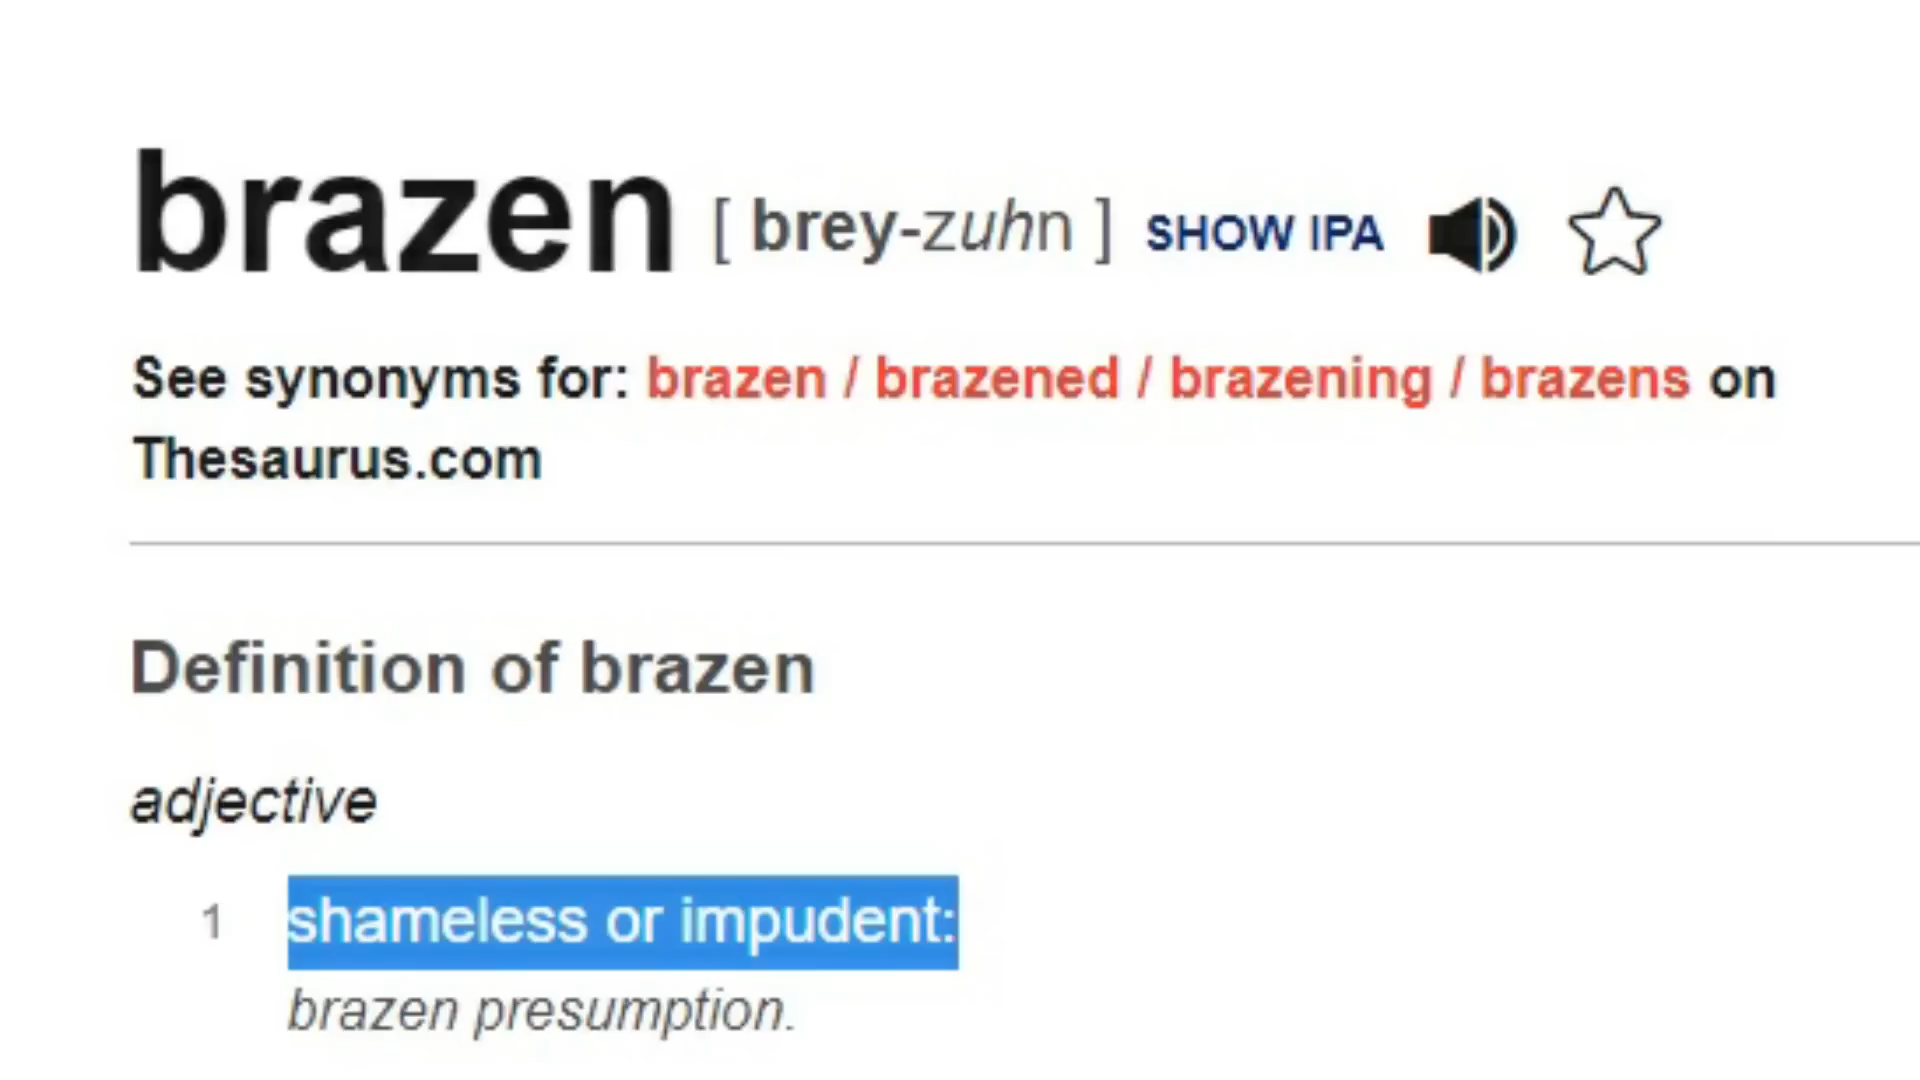 brazen [ brey-zuhn ] SHOW IPA
See synonyms for: brazen / brazened / brazening / brazens on
Thesaurus.com
Definition of brazen
adjective
1 shameless or impudent:
brazen presumption.